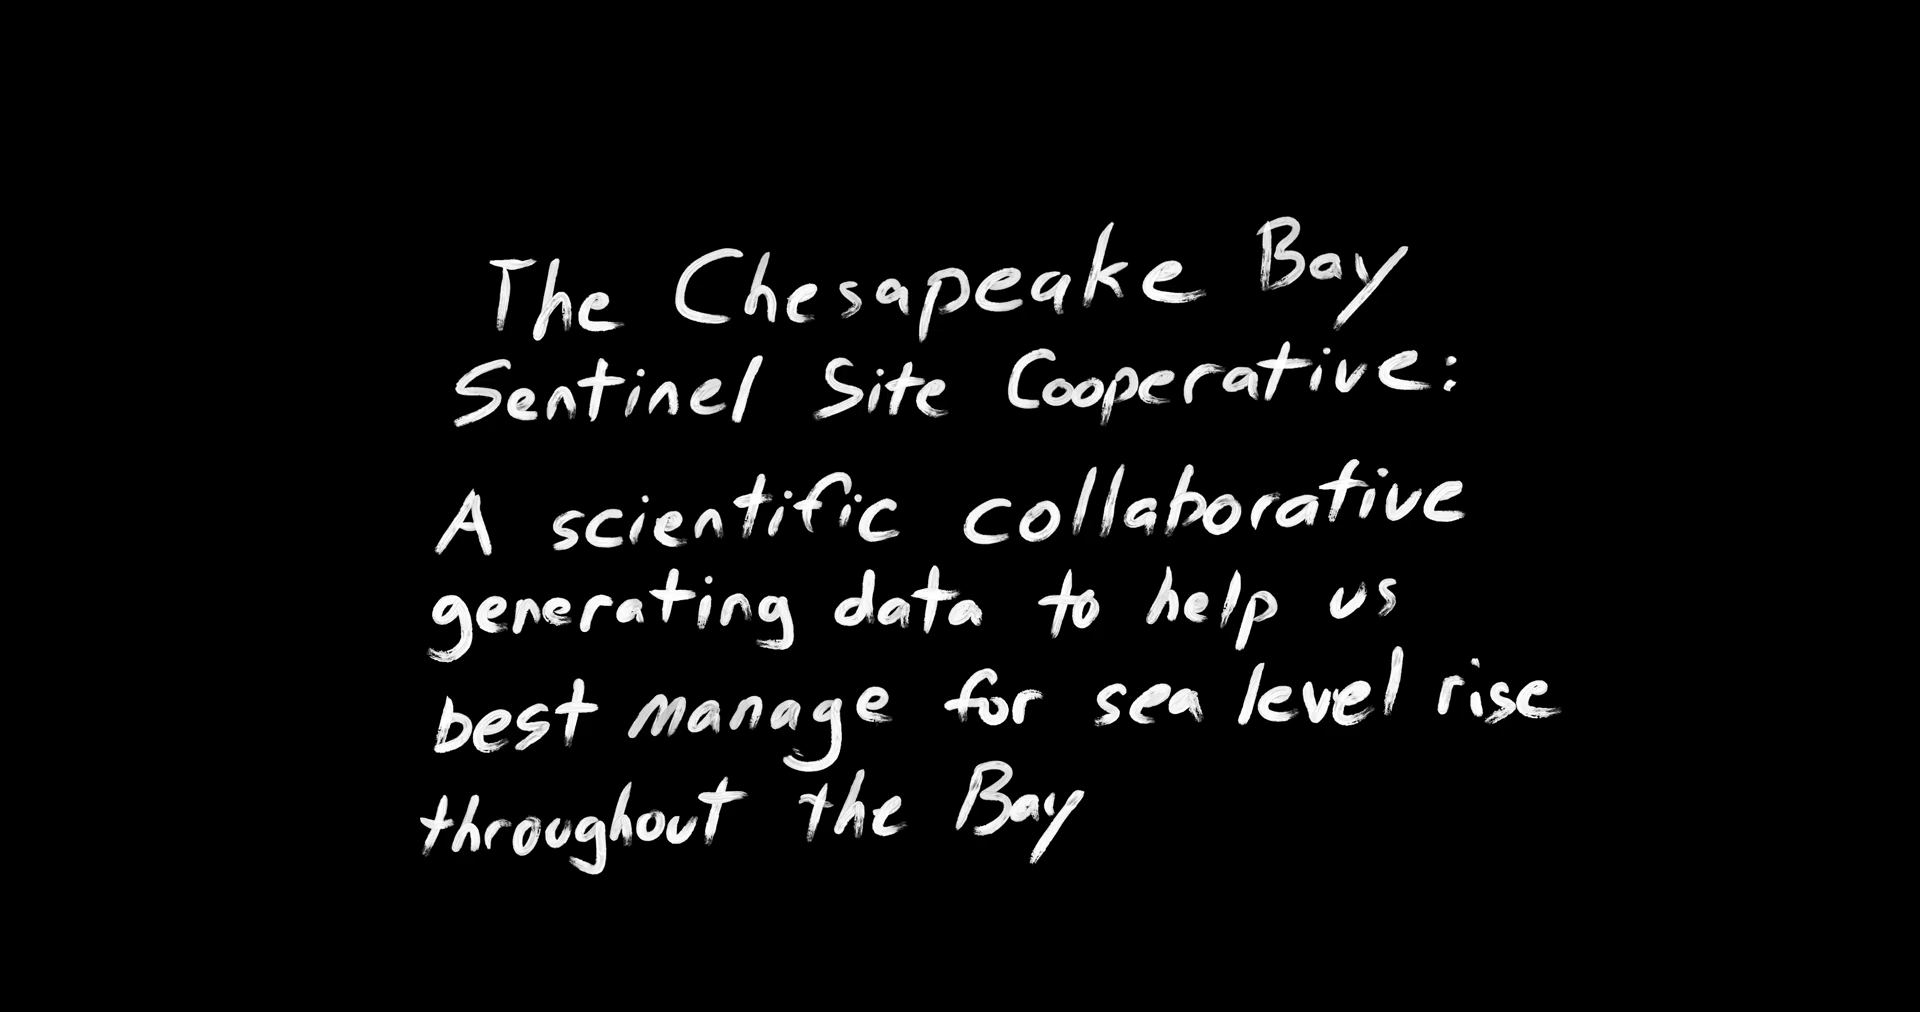 The Chesapeake Bay
Sentinel Site Cooperative:
A scientific collaborative
generating data to help us
best manage for sea level rise
throughout the Bay